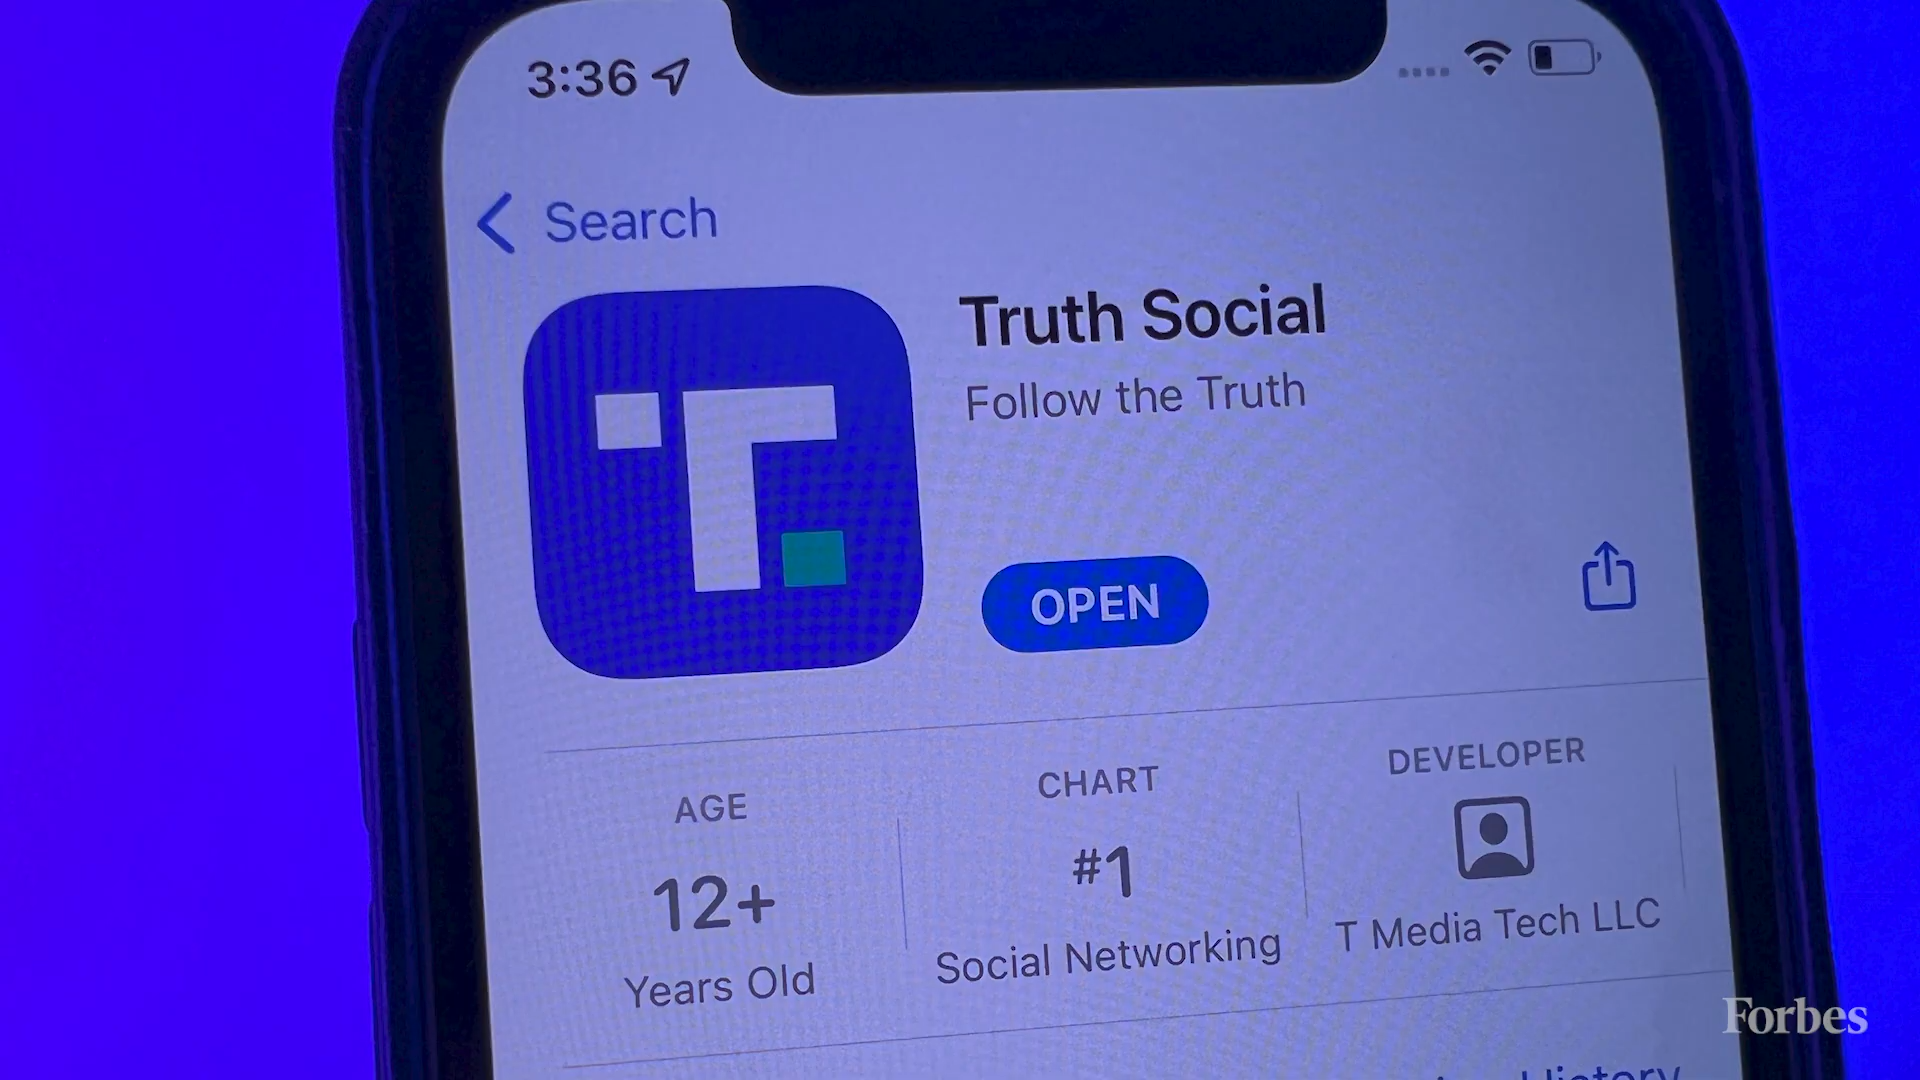 3:36
Search
Truth Social
Follow the Truth
OPEN
AGE
12+
Years Old
CHART
#1
Social Networking
DEVELOPER
T Media Tech LLC
History
Forbes